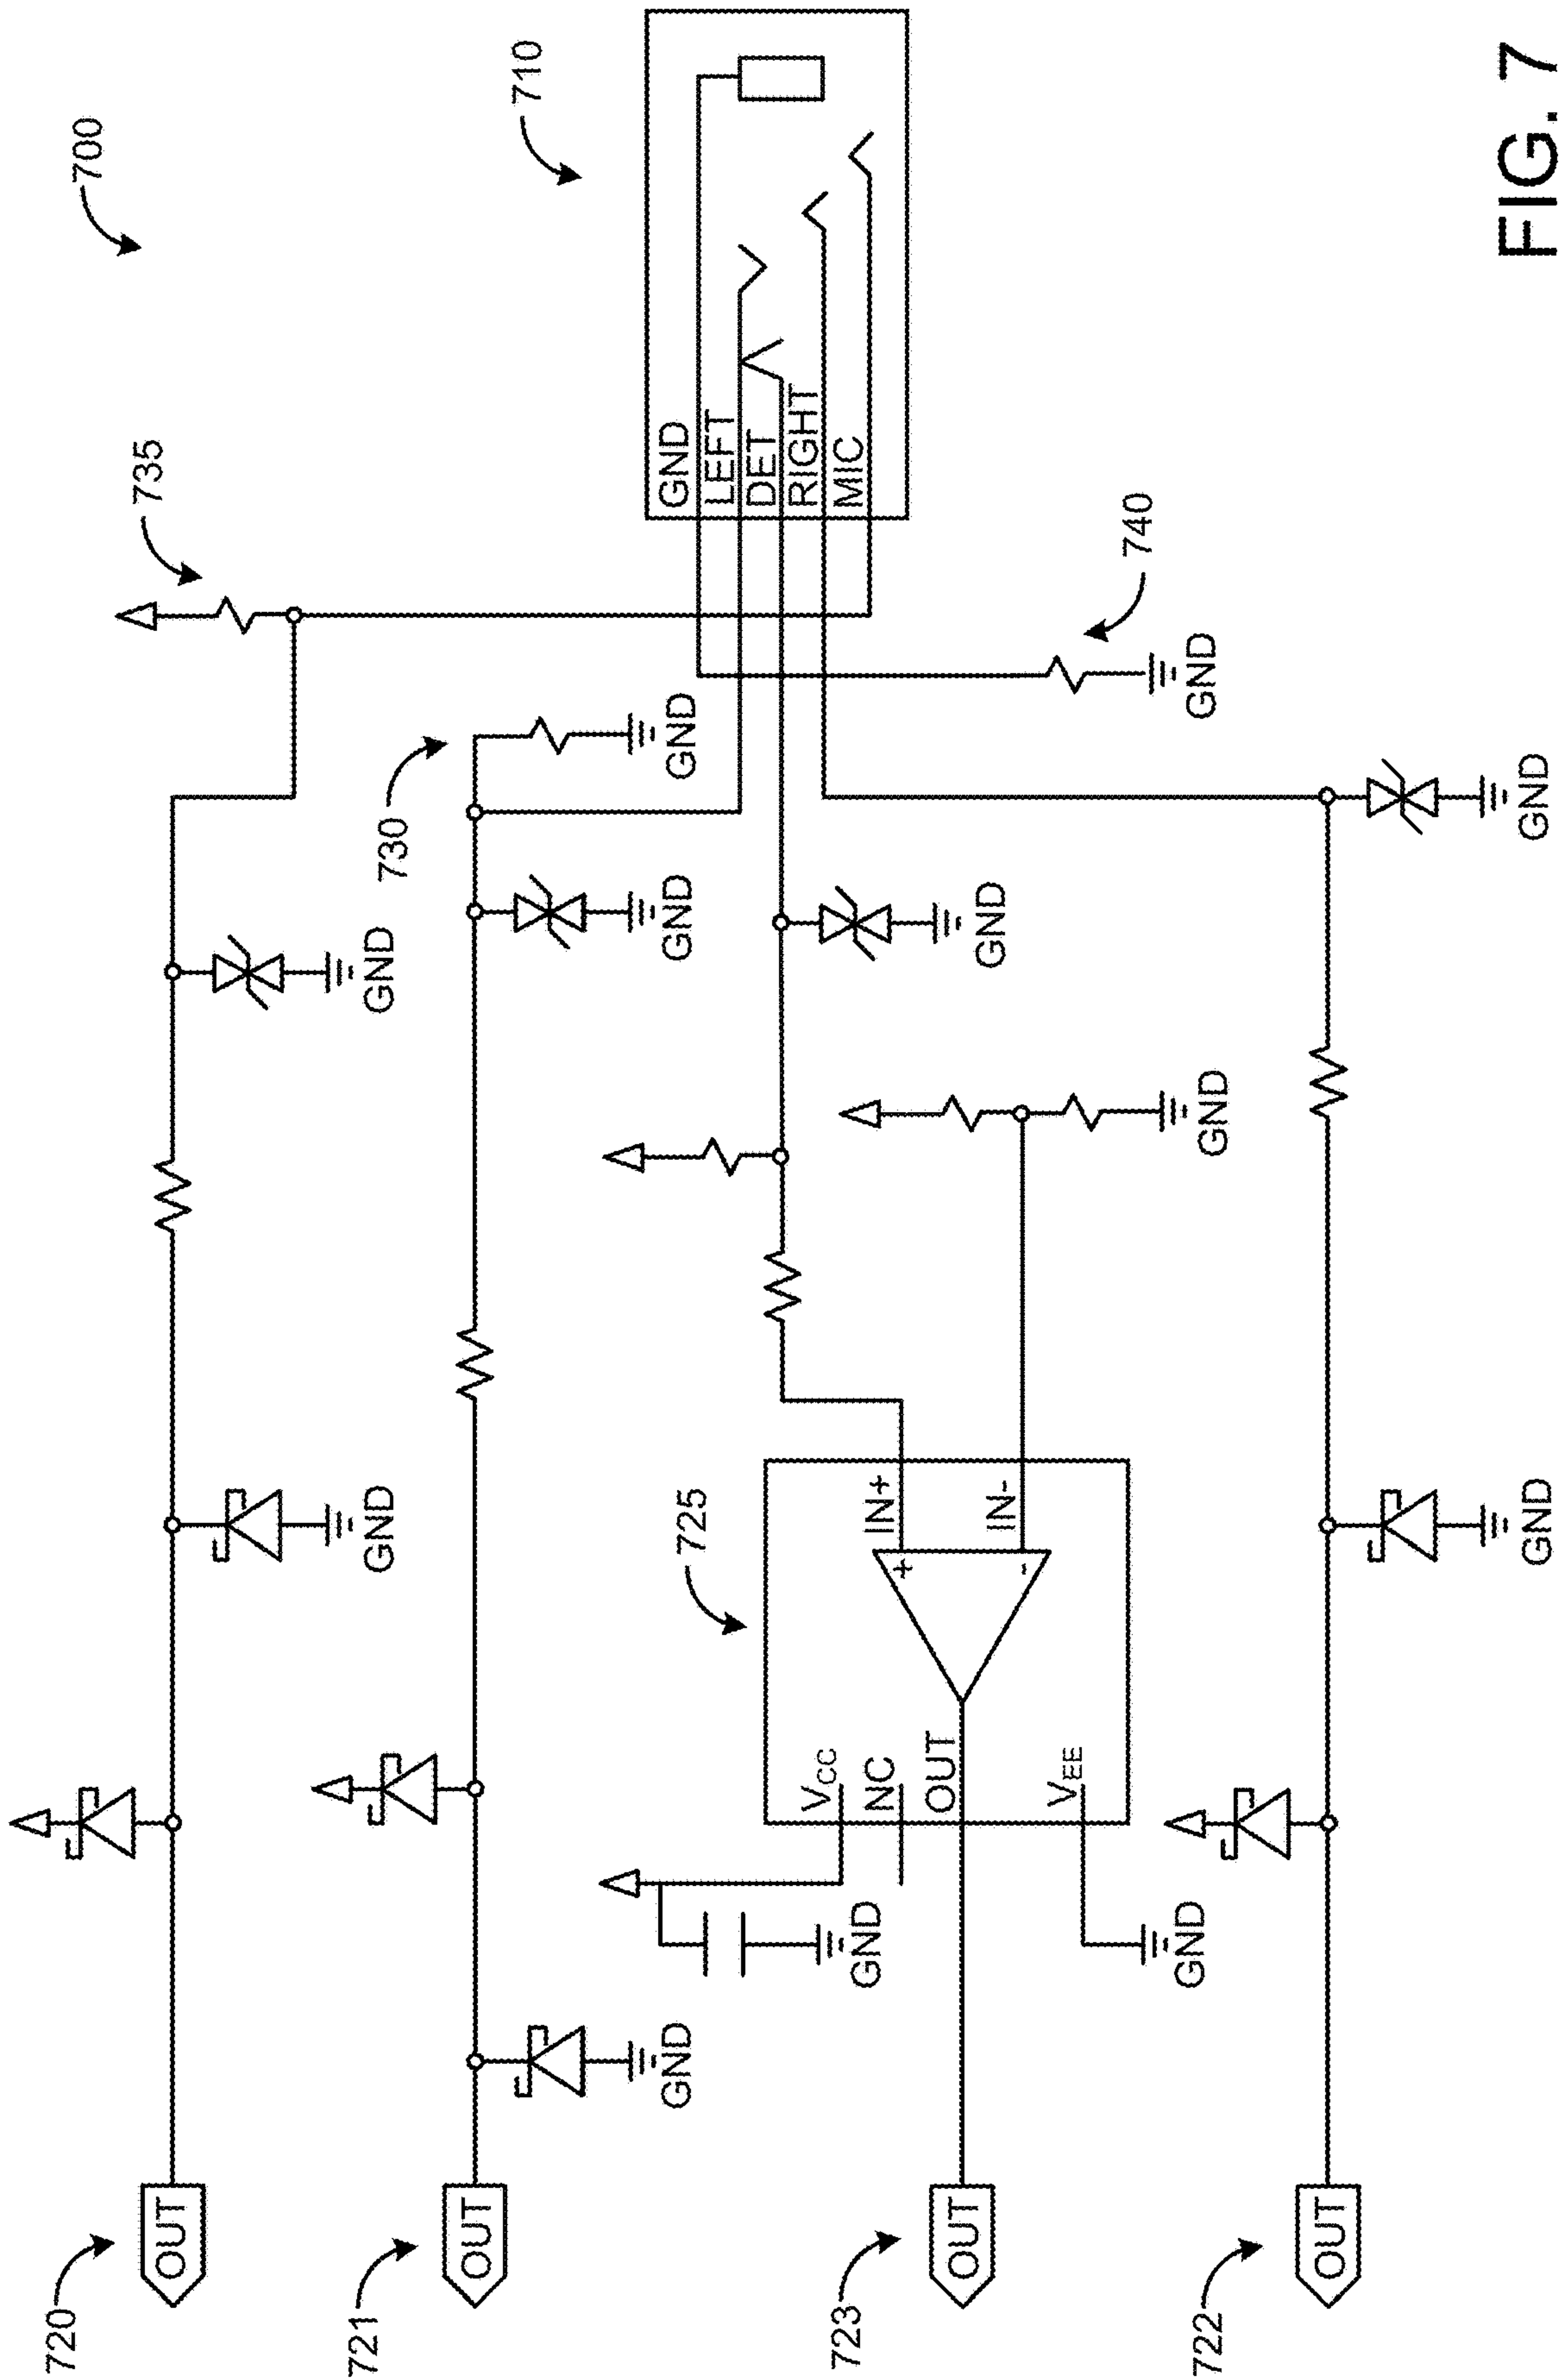 700
710
735
GND
LEFT
DET
RIGHT
MIC
740
GND
730
GND
GND
GND
GND
GND
GND
725
IN+
IN-
+
-
VCC
NC
OUT
VEE
GND
GND
GND
GND
GND
GND
720
OUT
721
OUT
723
OUT
722
OUT
FIG. 7